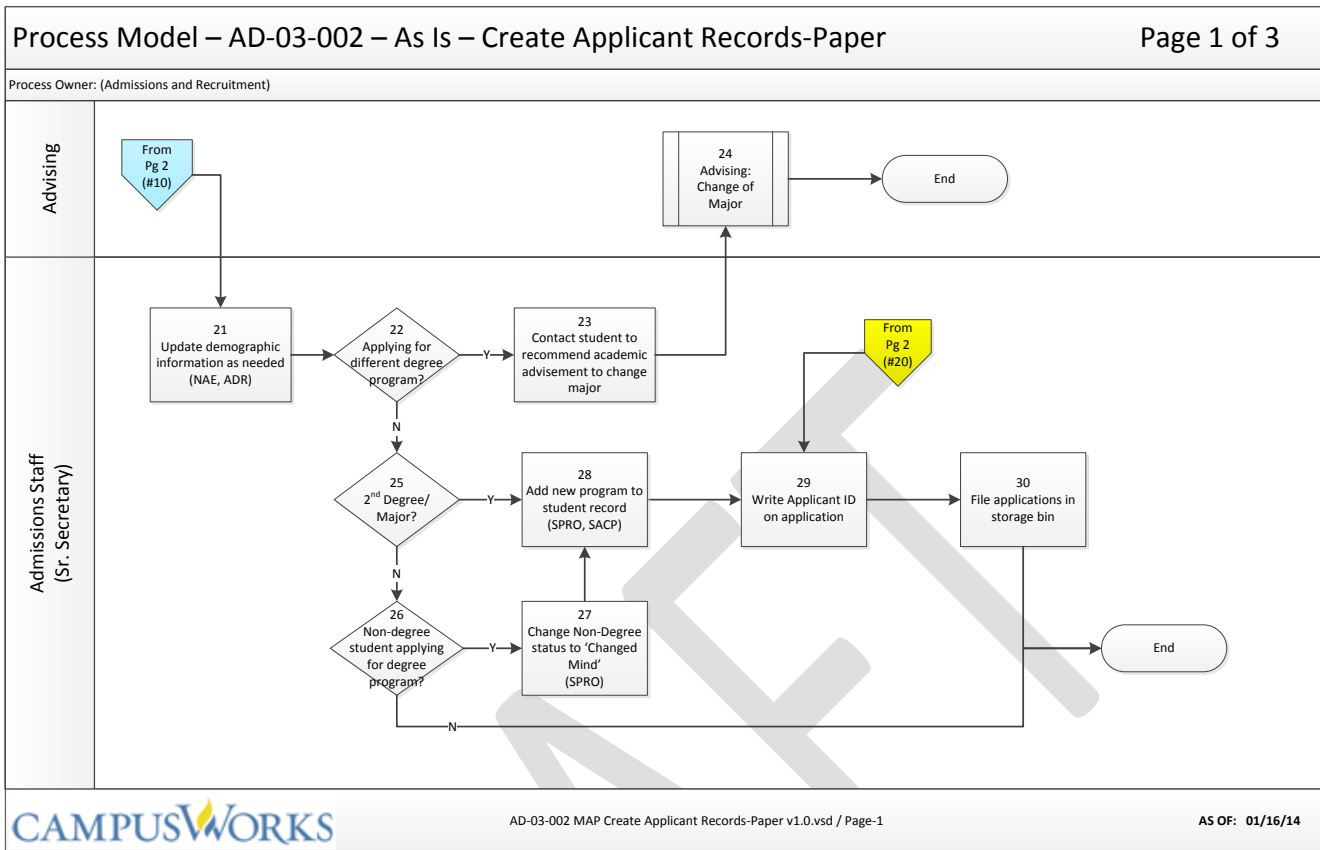 Process Model – AD-03-002 – As Is – Create Applicant Records-Paper
Page 1 of 3
Process Owner: (Admissions and Recruitment)
Advising
From
Pg 2
(#10)
24
Advising:
Change of
Major
End
Admissions Staff
(Sr. Secretary)
21
Update demographic
information as needed
(NAE, ADR)
22
Applying for
different degree
program?
Y
23
Contact student to
recommend academic
advisement to change
major
From
Pg 2
(#20)
N
25
2nd Degree/
Major?
Y
28
Add new program to
student record
(SPRO, SACP)
29
Write Applicant ID
on application
30
File applications in
storage bin
N
26
Non-degree
student applying
for degree
program?
Y
27
Change Non-Degree
status to ‘Changed
Mind’
(SPRO)
End
N
CAMPUSWORKS
AD-03-002 MAP Create Applicant Records-Paper v1.0.vsd / Page-1
AS OF: 01/16/14